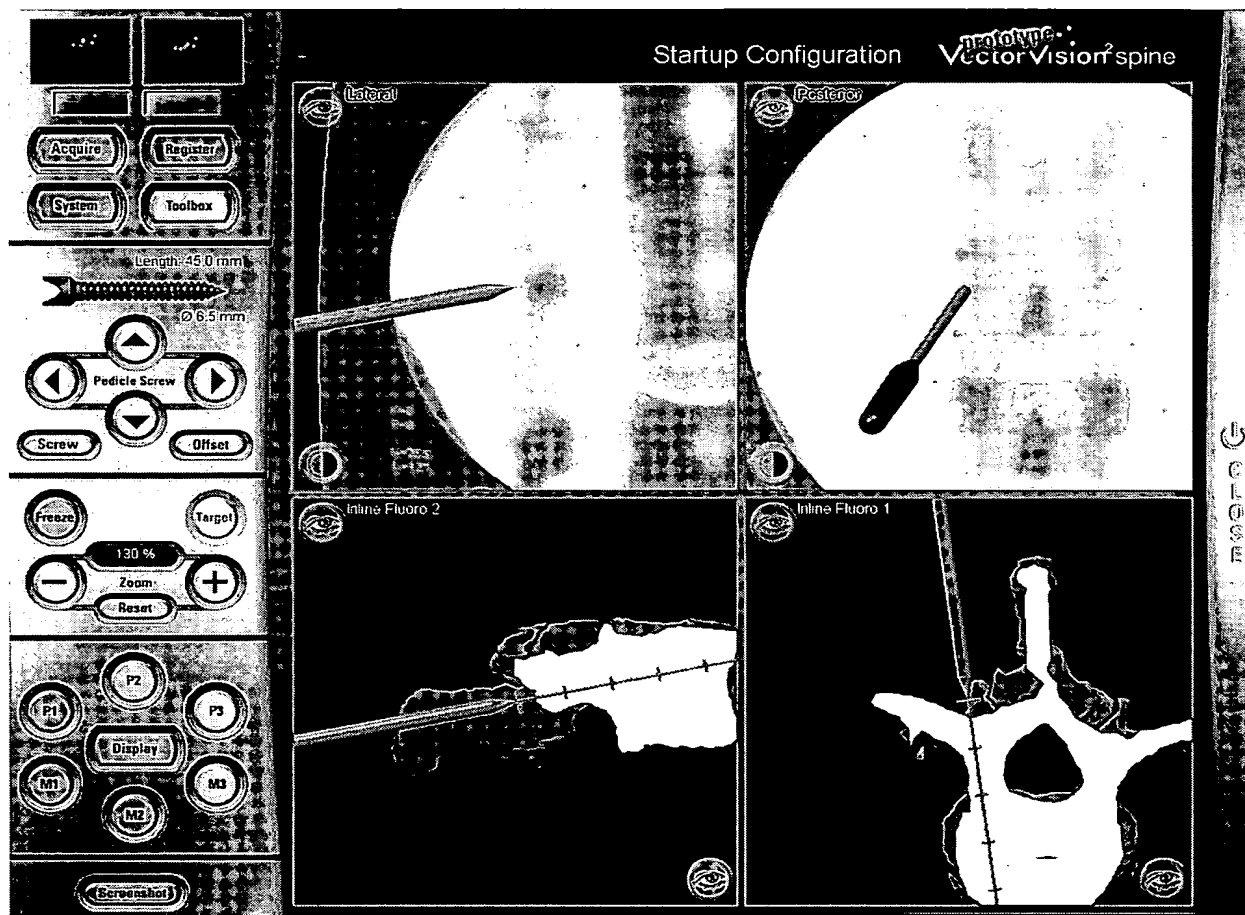 Startup Configuration
prototype
VectorVision² spine
Acquire
Register
System
Toolbox
Length: 45.0 mm
Ø 6.5 mm
Pedicle Screw
Screw
Offset
Freeze
Target
130 %
Zoom
Reset
P2
P1
P3
Display
M1
M3
M2
Screenshot
Lateral
Posterior
Inline Fluoro 2
Inline Fluoro 1
CLOSE